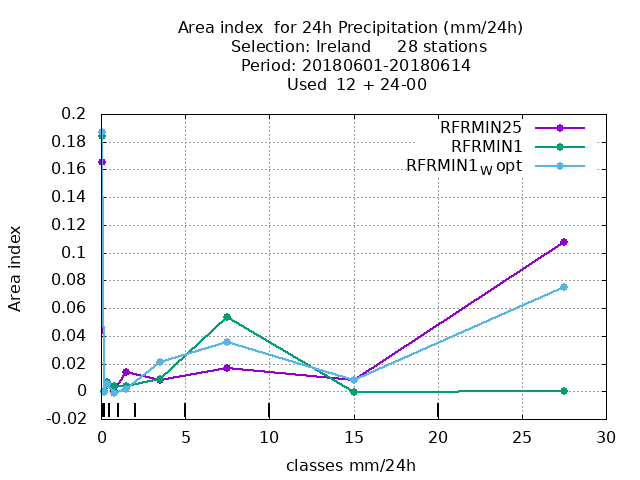 Area index for 24h Precipitation (mm/24h)
Selection: Ireland 28 stations
Period: 20180601-20180614
Used 12 + 24-00
RFRMIN25
RFRMIN1
RFRMIN1W opt
0.2
0.18
0.16
0.14
0.12
0.1
0.08
0.06
0.04
0.02
0
-0.02
Area index
0 5 10 15 20 25 30
classes mm/24h